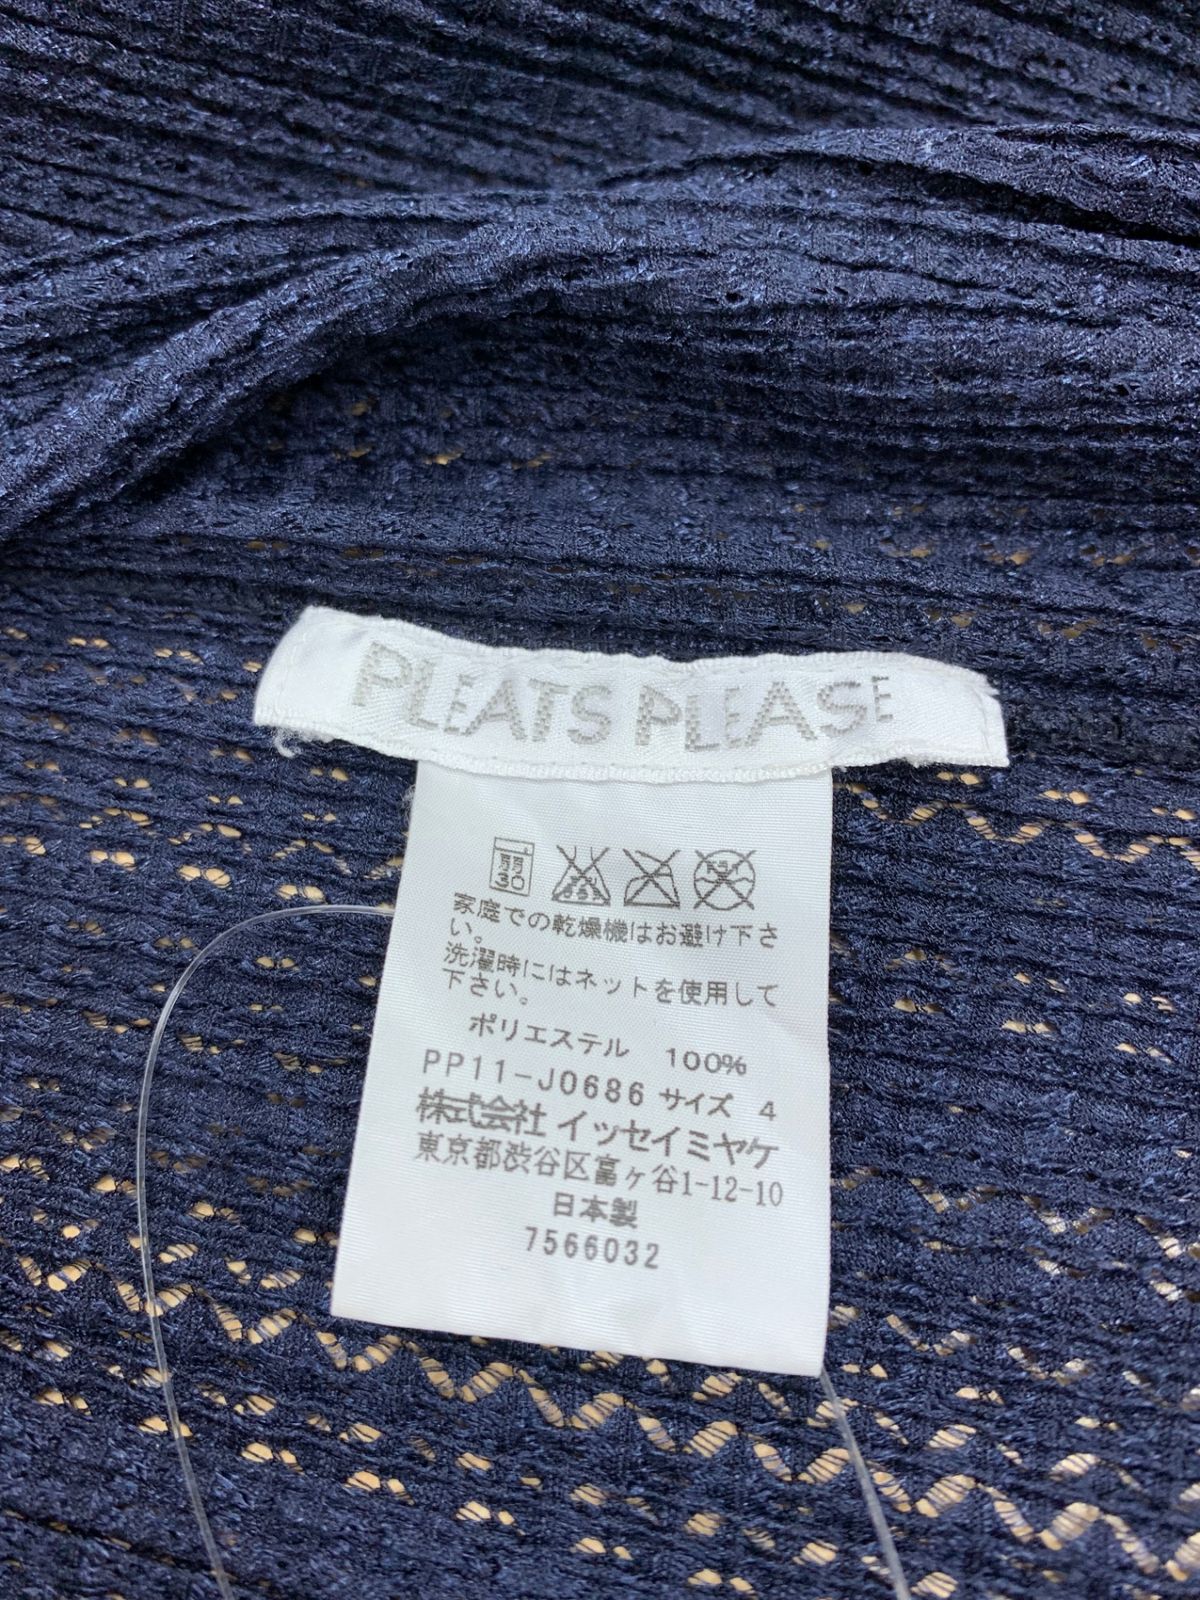 PLEATS PLEASE
弱
30
家庭での乾燥機はお避け下さ
い。
洗濯時にはネットを使用して
下さい。
ポリエステル 100%
PP11-J0686 サイズ 4
株式会社 イッセイミヤケ
東京都渋谷区富ヶ谷1-12-10
日本製
7566032